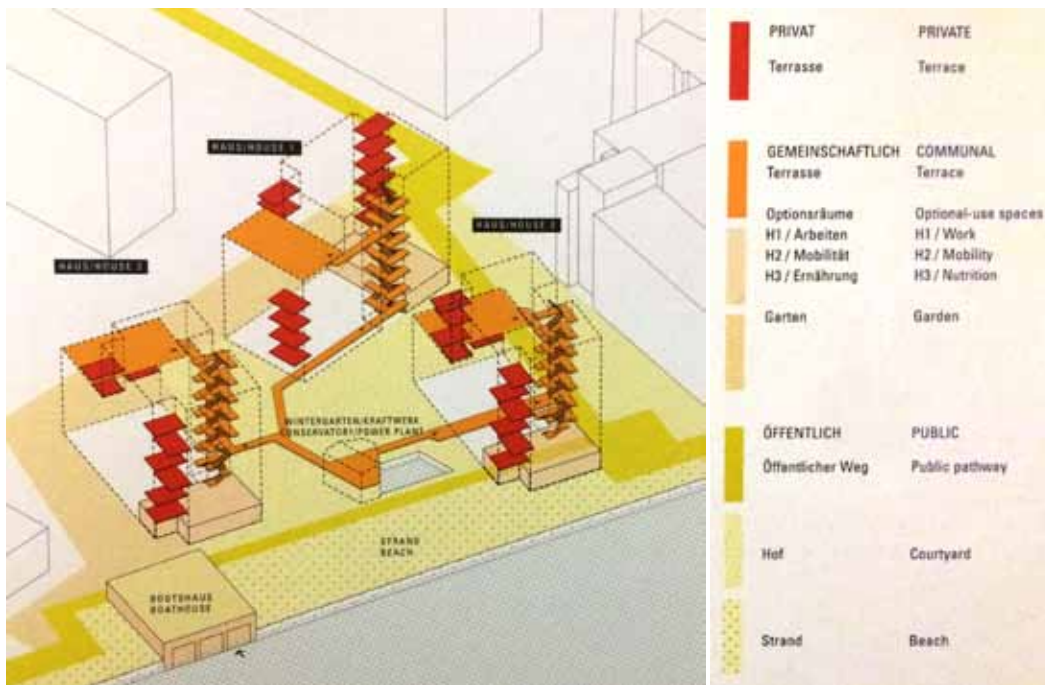 HAUS/HOUSE 1
HAUS/HOUSE
HAUS/HOUSE
WINTERGARTEN/KRAFTWERK
CONSERVATORY/POWER PLANT
STRAND
BEACH
BOOTSHAUS
BOATHOUSE
PRIVAT PRIVATE
Terrasse Terrace
GEMEINSCHAFTLICH COMMUNAL
Terrasse Terrace
Optionsräume Optional-use spaces
H1 / Arbeiten H1 / Work
H2 / Mobilität H2 / Mobility
H3 / Ernährung H3 / Nutrition
Garten Garden
ÖFFENTLICH PUBLIC
Öffentlicher Weg Public pathway
Hof Courtyard
Strand Beach